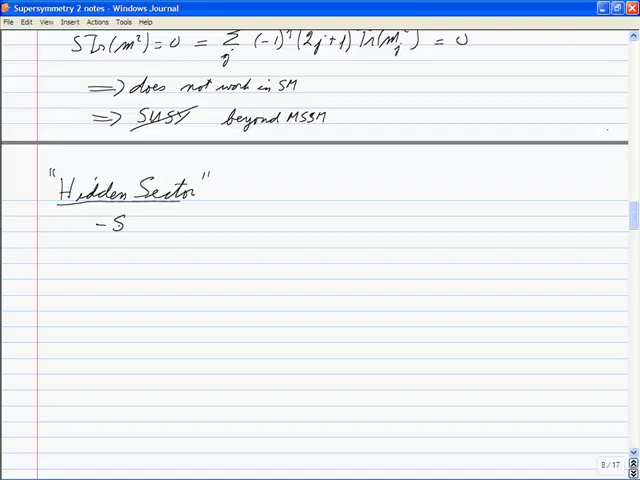 Supersymmetry 2 notes - Windows Journal
File Edit View Insert Actions Tools Help
STr(m²) = 0 = Σ_j (-1)^j (2j+1) Tr(m_j²) = 0
⟹ does not work in SM
⟹ SUSY beyond MSSM
"Hidden Sector"
- S
8 / 17